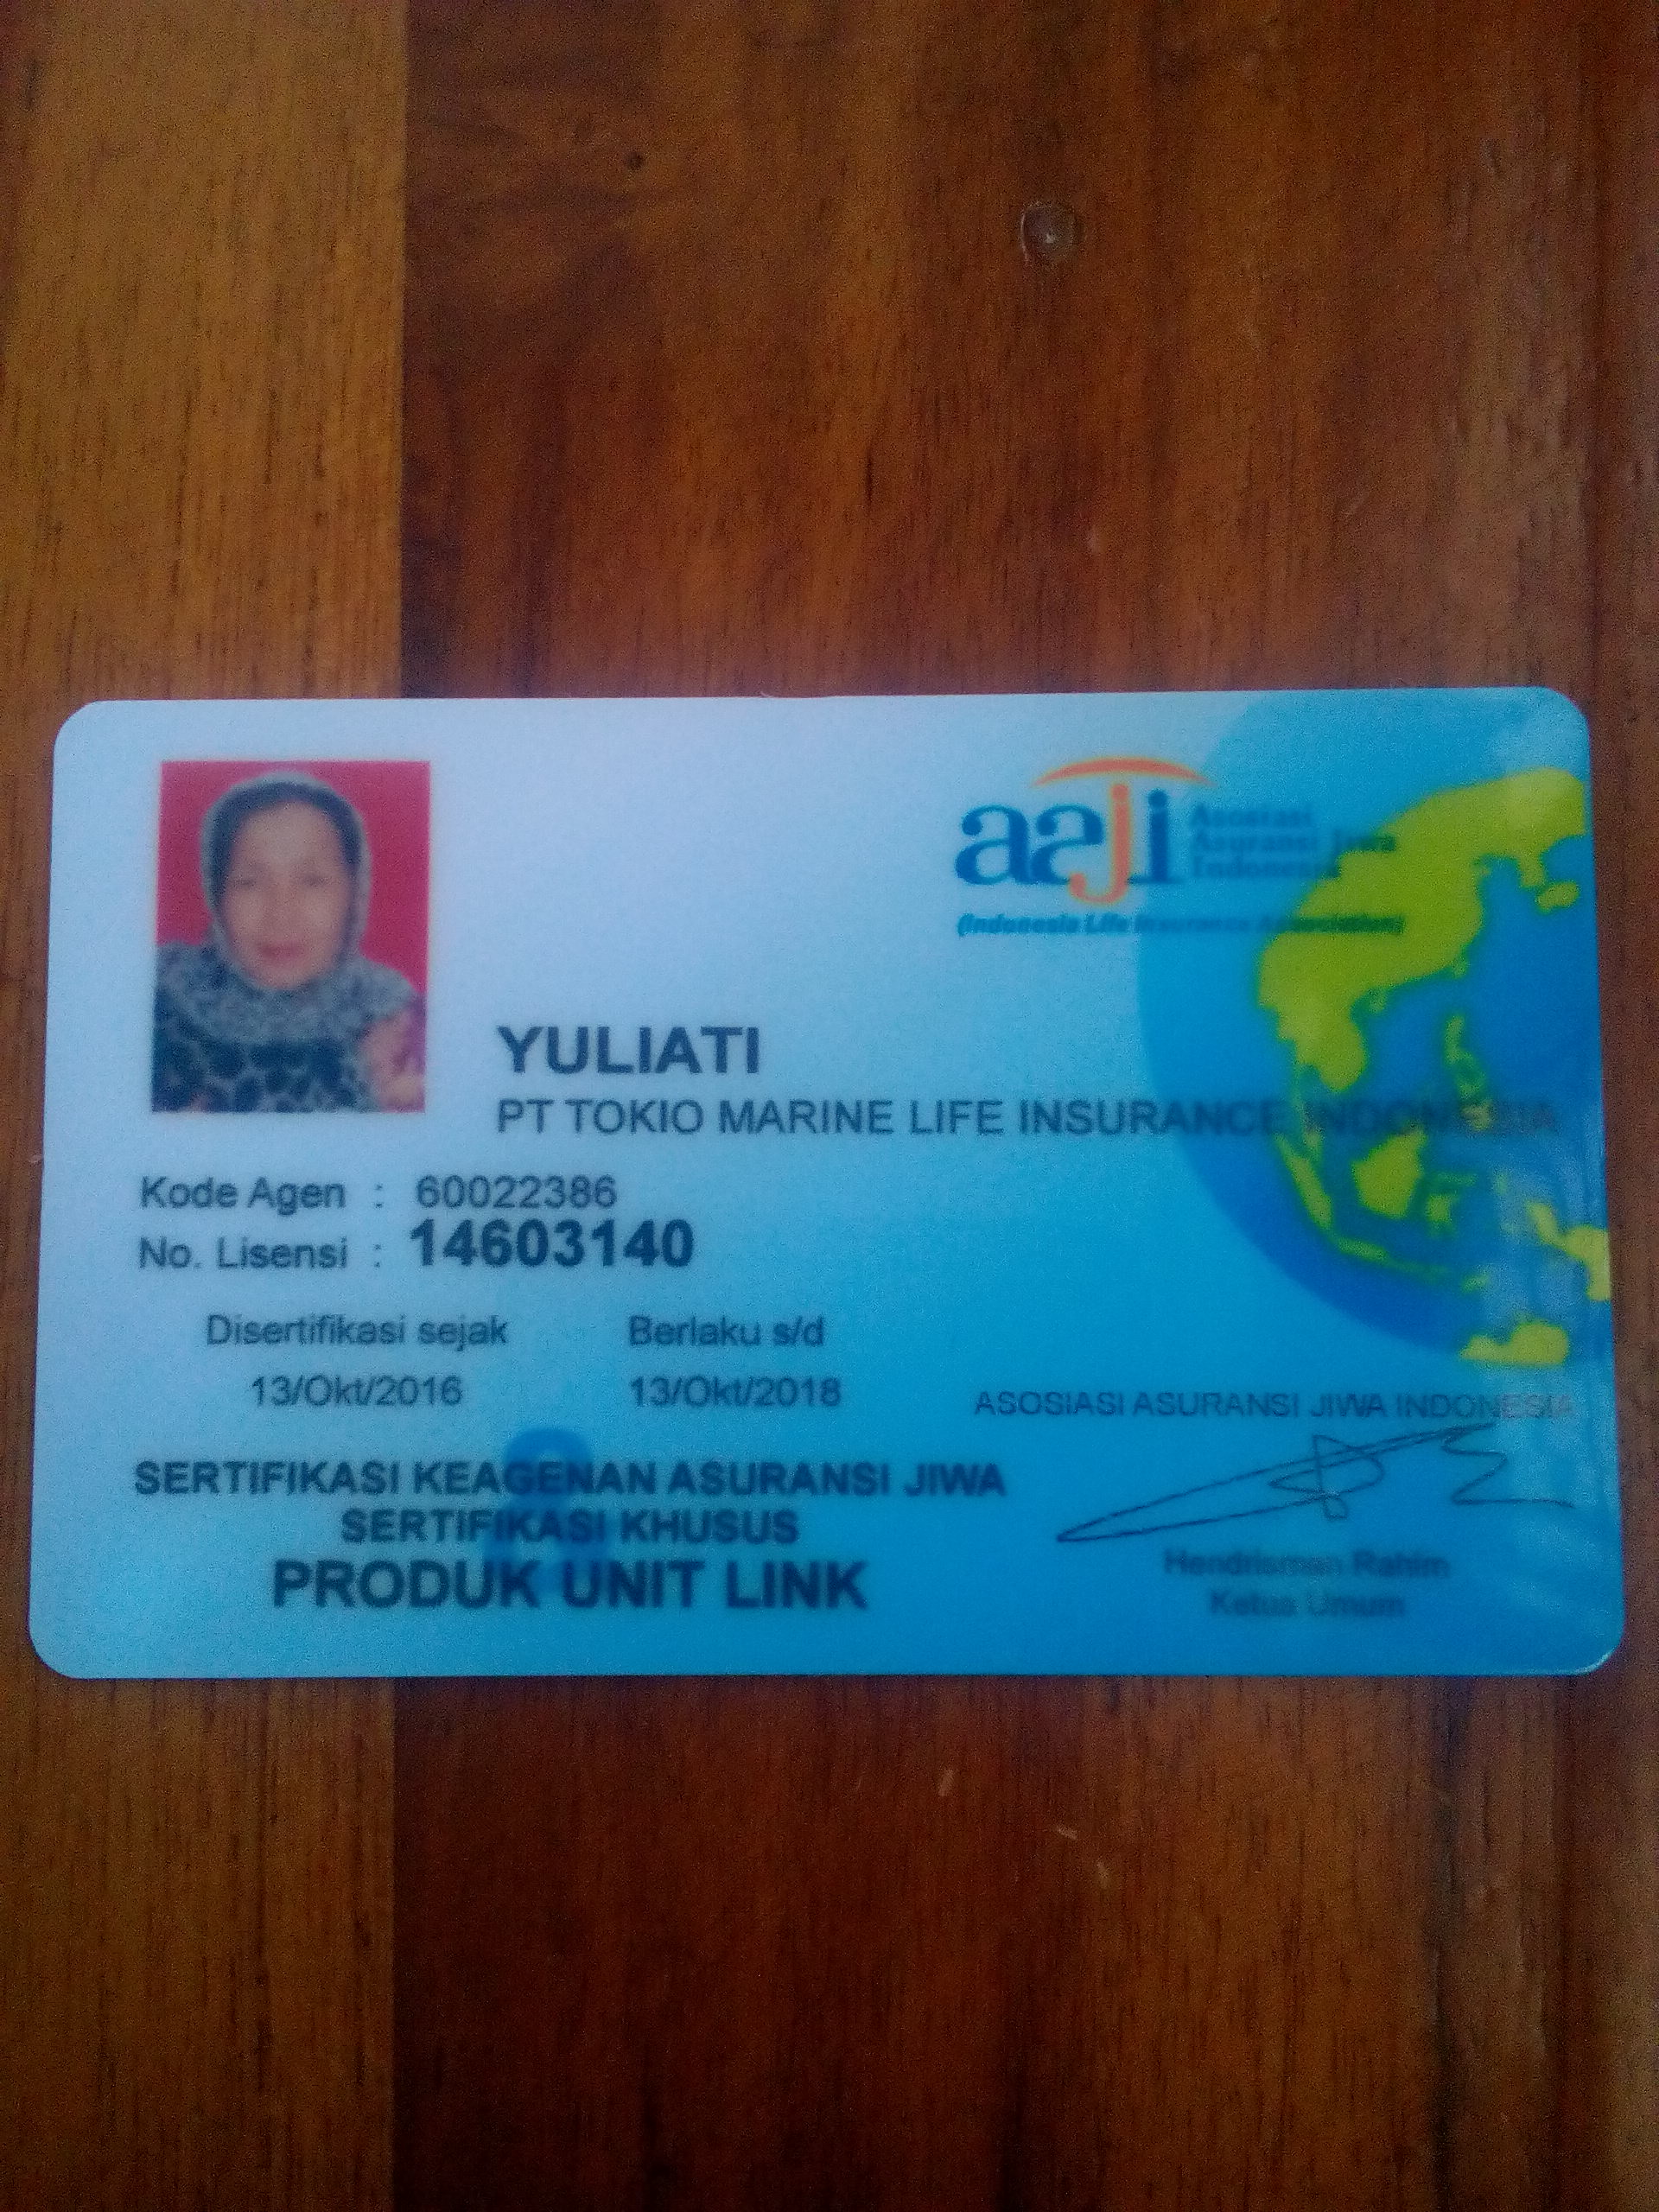 aaji
Asosiasi
Asuransi Jiwa
Indonesia
(Indonesia Life Insurance Association)
YULIATI
PT TOKIO MARINE LIFE INSURANCE INDONESIA
Kode Agen : 60022386
No. Lisensi : 14603140
Disertifikasi sejak Berlaku s/d
13/Okt/2016 13/Okt/2018
ASOSIASI ASURANSI JIWA INDONESIA
SERTIFIKASI KEAGENAN ASURANSI JIWA
SERTIFIKASI KHUSUS
PRODUK UNIT LINK
Hendrisman Rahim
Ketua Umum